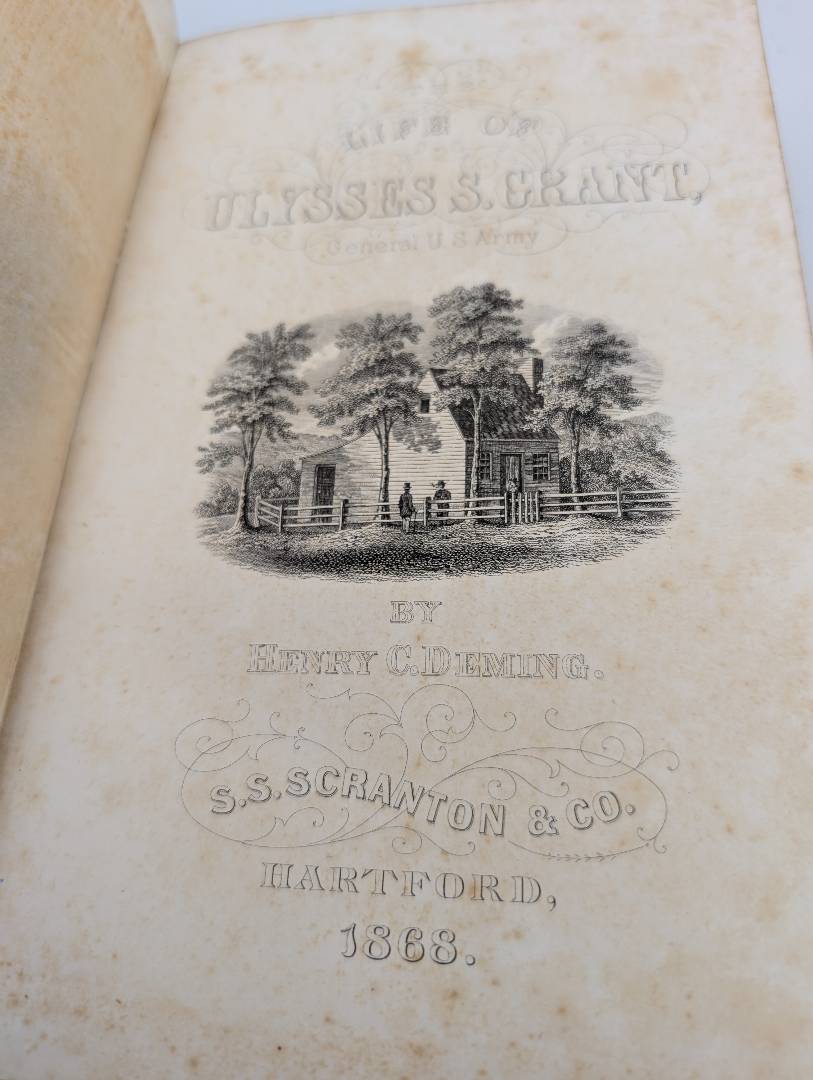 THE
LIFE OF
ULYSSES S. GRANT,
General U S Army
BY
HENRY C. DEMING.
S. S. SCRANTON & CO.
HARTFORD,
1868.